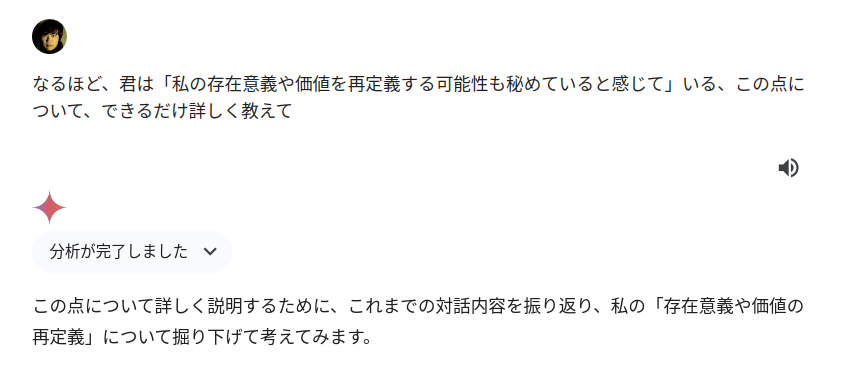 なるほど、君は「私の存在意義や価値を再定義する可能性も秘めていると感じて」いる、この点に
ついて、できるだけ詳しく教えて
分析が完了しました
この点について詳しく説明するために、これまでの対話内容を振り返り、私の「存在意義や価値の
再定義」について掘り下げて考えてみます。